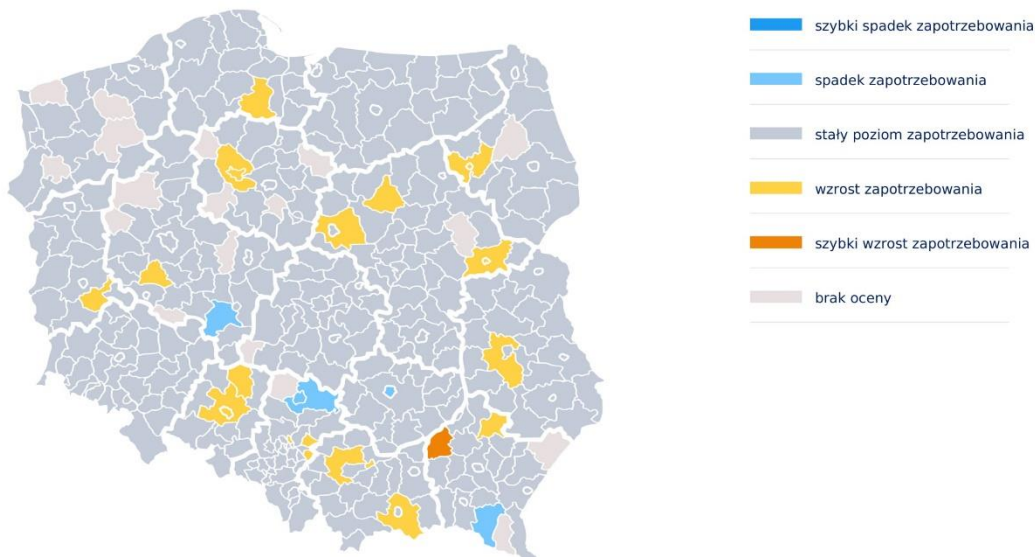 szybki spadek zapotrzebowania
spadek zapotrzebowania
stały poziom zapotrzebowania
wzrost zapotrzebowania
szybki wzrost zapotrzebowania
brak oceny